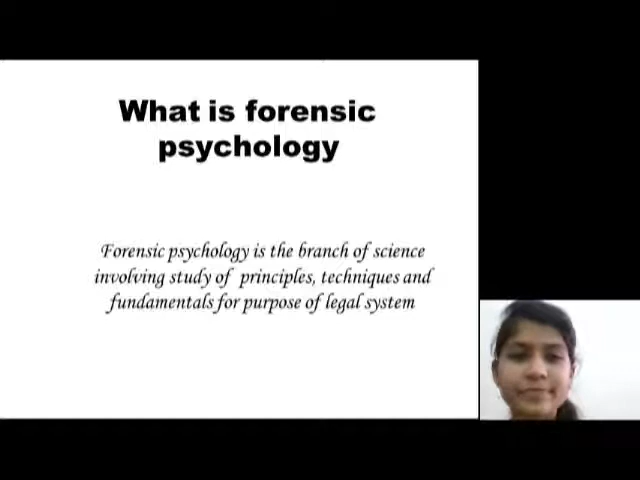 What is forensic
psychology
Forensic psychology is the branch of science
involving study of principles, techniques and
fundamentals for purpose of legal system